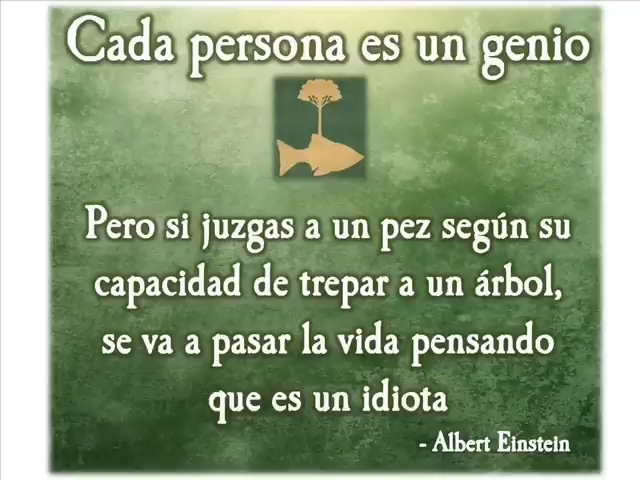 Cada persona es un genio
Pero si juzgas a un pez según su
capacidad de trepar a un árbol,
se va a pasar la vida pensando
que es un idiota
- Albert Einstein